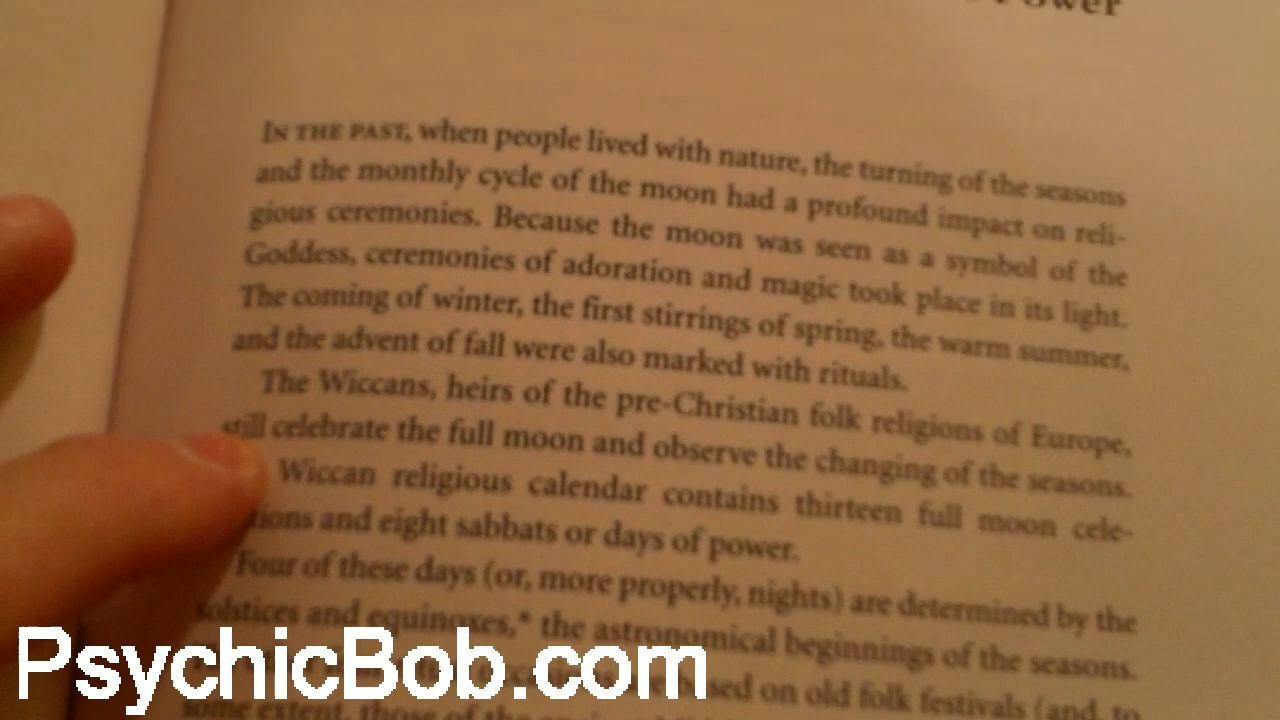 Power
IN THE PAST, when people lived with nature, the turning of the seasons
and the monthly cycle of the moon had a profound impact on reli-
gious ceremonies. Because the moon was seen as a symbol of the
Goddess, ceremonies of adoration and magic took place in its light.
The coming of winter, the first stirrings of spring, the warm summer,
and the advent of fall were also marked with rituals.
The Wiccans, heirs of the pre-Christian folk religions of Europe,
still celebrate the full moon and observe the changing of the seasons.
Wiccan religious calendar contains thirteen full moon cele-
tions and eight sabbats or days of power.
Four of these days (or, more properly, nights) are determined by the
solstices and equinoxes,* the astronomical beginnings of the seasons.
on old folk festivals (and, to
some extent, those of the
PsychicBob.com